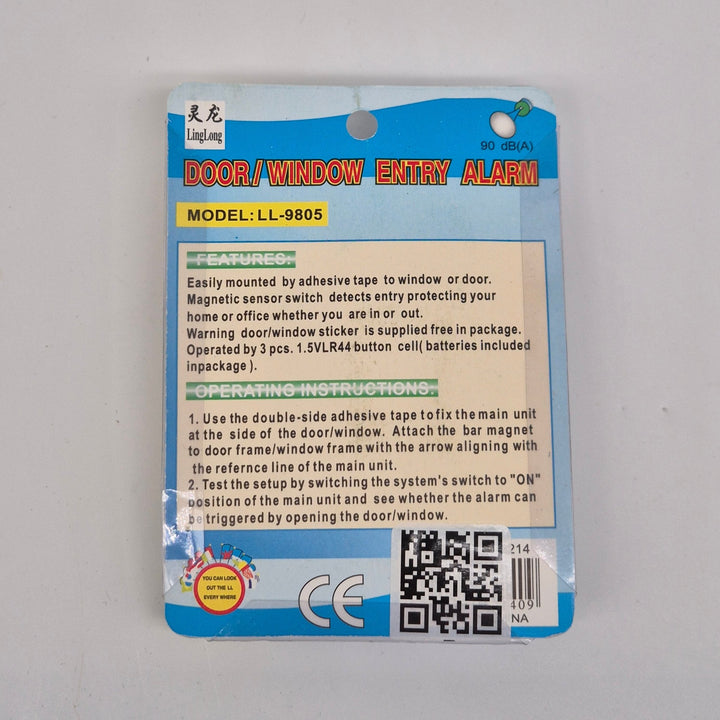 灵龙
LingLong
90 dB(A)
DOOR/WINDOW ENTRY ALARM
MODEL: LL-9805
FEATURES:
Easily mounted by adhesive tape to window or door.
Magnetic sensor switch detects entry protecting your
home or office whether you are in or out.
Warning door/window sticker is supplied free in package.
Operated by 3 pcs. 1.5VLR44 button cell( batteries included
inpackage ).
OPERATING INSTRUCTIONS:
1. Use the double-side adhesive tape to fix the main unit
at the side of the door/window. Attach the bar magnet
to door frame/window frame with the arrow aligning with
the refernce line of the main unit.
2. Test the setup by switching the system's switch to "ON"
position of the main unit and see whether the alarm can
be triggered by opening the door/window.
YOU CAN LOOK
OUT THE LL
EVERY WHERE
CE
214
409
NA